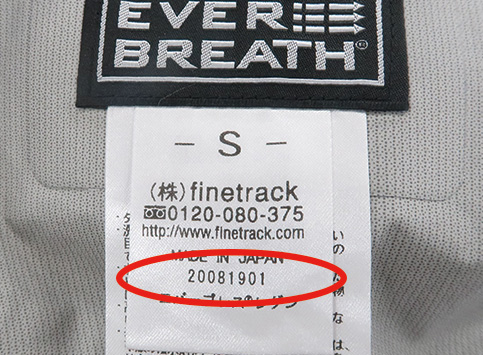 EVER
BREATH®
- S -
(株)finetrack
0120-080-375
http://www.finetrack.com
MADE IN JAPAN
20081901